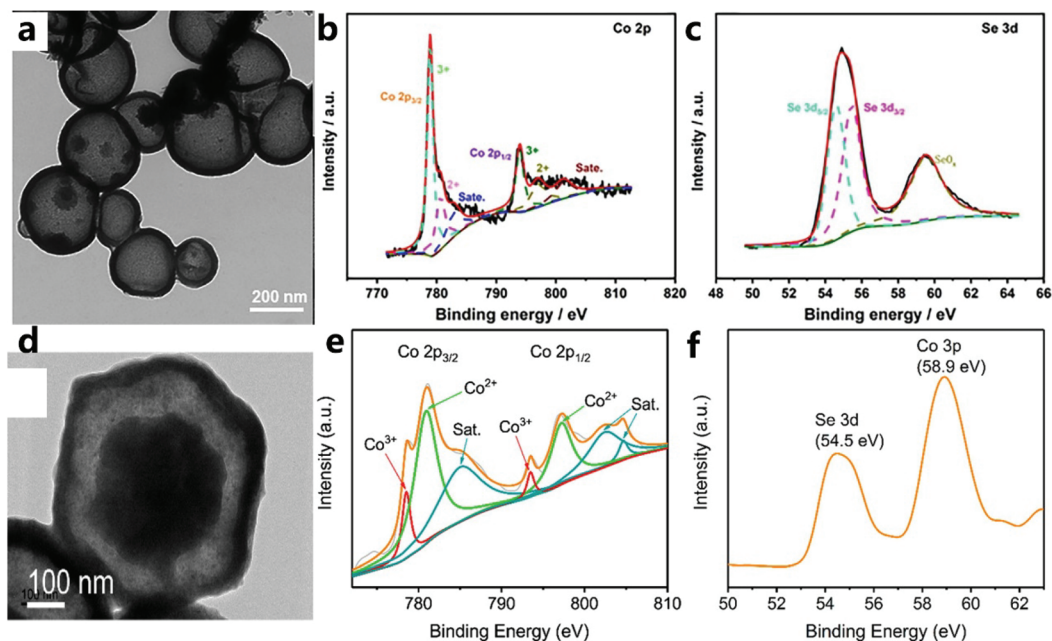 a
200 nm
b
Co 2p
3+
Co 2p3/2
2+
Sate.
Co 2p1/2
3+
2+
Sate.
Intensity / a.u.
770 780 790 800 810 820
Binding energy / eV
c
Se 3d
Se 3d5/2
Se 3d3/2
SeOx
Intensity / a.u.
48 50 52 54 56 58 60 62 64 66
Binding energy / eV
d
100 nm
e
Co 2p3/2
Co 2p1/2
Co2+
Co3+
Sat.
Co3+
Co2+
Sat.
Intensity (a.u.)
780 790 800 810
Binding Energy (eV)
f
Co 3p
(58.9 eV)
Se 3d
(54.5 eV)
Intensity (a.u.)
50 52 54 56 58 60 62
Binding Energy (eV)